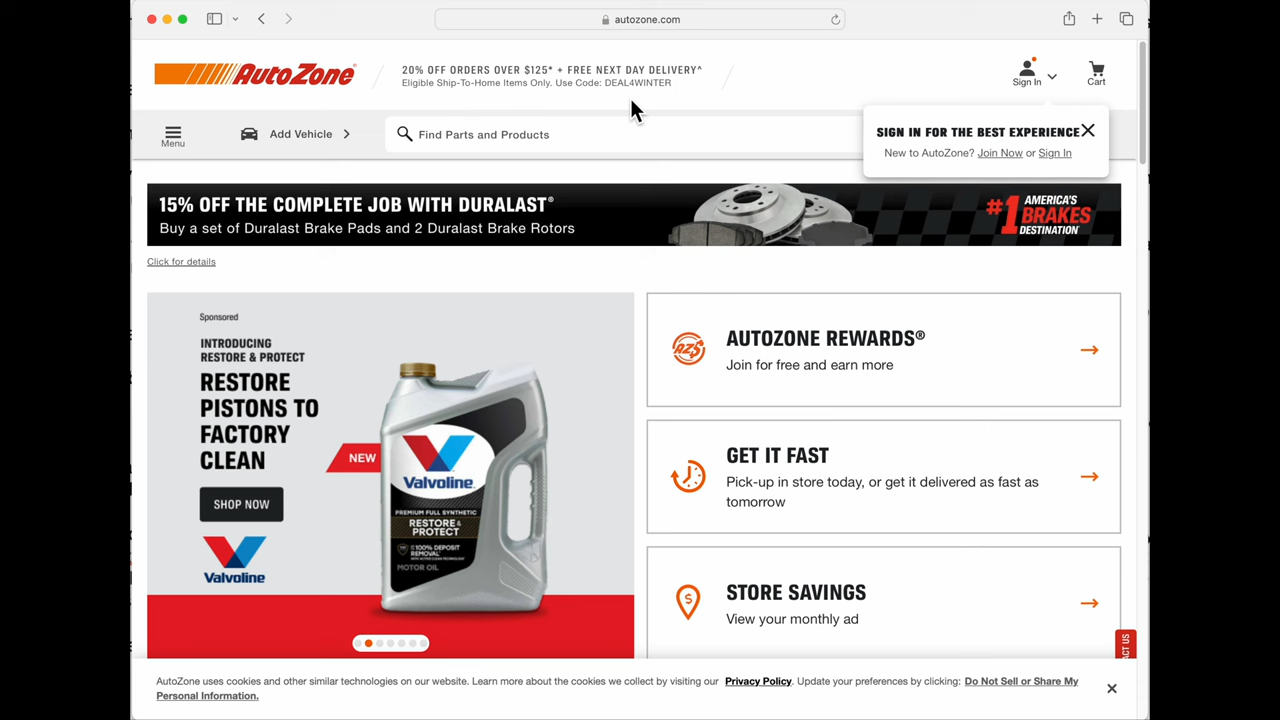 autozone.com
AutoZone
20% OFF ORDERS OVER $125* + FREE NEXT DAY DELIVERY^
Eligible Ship-To-Home Items Only. Use Code: DEAL4WINTER
Sign In
Cart
Menu
Add Vehicle
Find Parts and Products
SIGN IN FOR THE BEST EXPERIENCE
New to AutoZone? Join Now or Sign In
15% OFF THE COMPLETE JOB WITH DURALAST®
Buy a set of Duralast Brake Pads and 2 Duralast Brake Rotors
#1 AMERICA'S
BRAKES
DESTINATION
Click for details
Sponsored
INTRODUCING
RESTORE & PROTECT
RESTORE
PISTONS TO
FACTORY
CLEAN
SHOP NOW
Valvoline
NEW
Valvoline
PREMIUM FULL SYNTHETIC
RESTORE &
PROTECT
100% DEPOSIT
REMOVAL
MOTOR OIL
AZ
AUTOZONE REWARDS®
Join for free and earn more
GET IT FAST
Pick-up in store today, or get it delivered as fast as
tomorrow
$
STORE SAVINGS
View your monthly ad
ACT US
AutoZone uses cookies and other similar technologies on our website. Learn more about the cookies we collect by visiting our Privacy Policy. Update your preferences by clicking: Do Not Sell or Share My
Personal Information.